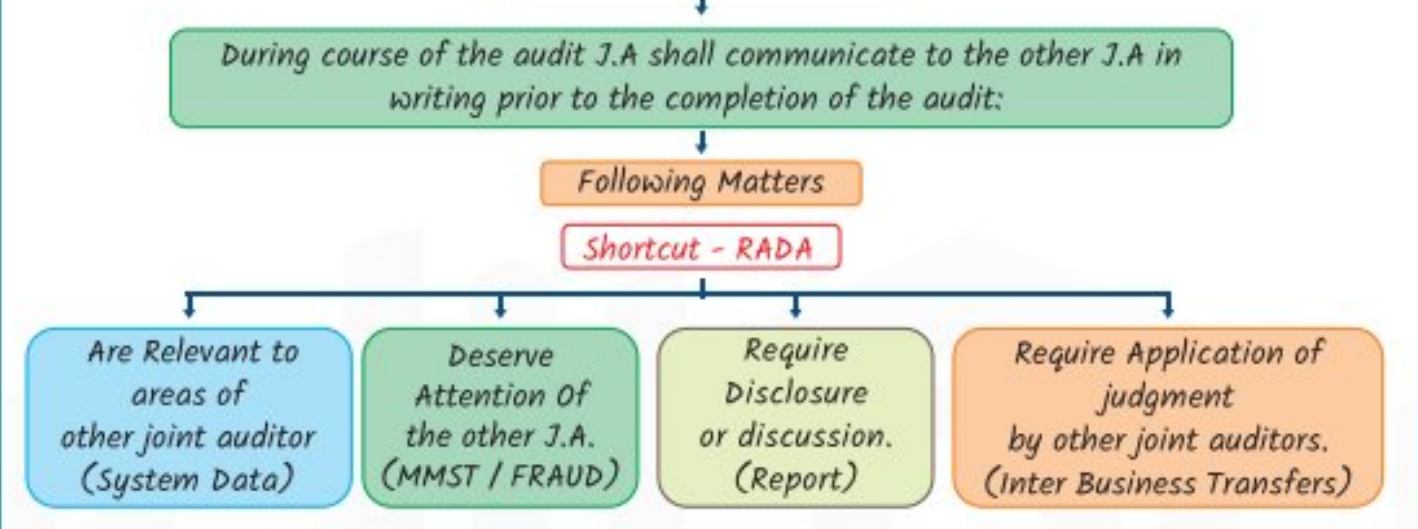 During course of the audit J.A shall communicate to the other J.A in
writing prior to the completion of the audit:
Following Matters
Shortcut - RADA
Are Relevant to
areas of
other joint auditor
(System Data)
Deserve
Attention Of
the other J.A.
(MMST / FRAUD)
Require
Disclosure
or discussion.
(Report)
Require Application of
judgment
by other joint auditors.
(Inter Business Transfers)